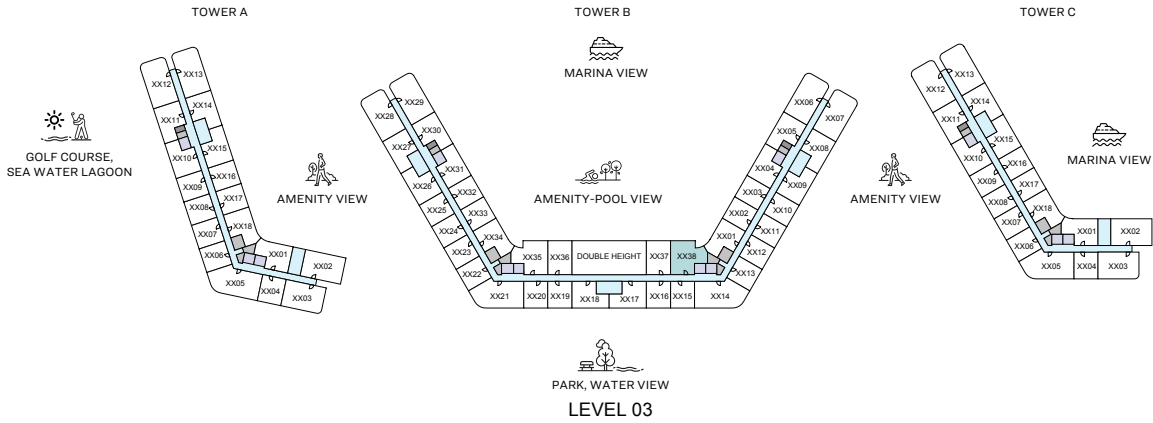 TOWER A
TOWER B
TOWER C
MARINA VIEW
GOLF COURSE,
SEA WATER LAGOON
AMENITY VIEW
AMENITY-POOL VIEW
AMENITY VIEW
MARINA VIEW
PARK, WATER VIEW
LEVEL 03
XX13
XX12
XX14
XX11
XX15
XX10
XX16
XX09
XX17
XX08
XX18
XX07
XX06
XX01
XX02
XX05
XX04
XX03
XX29
XX28
XX30
XX27
XX31
XX26
XX32
XX25
XX33
XX24
XX34
XX23
XX22
XX35
XX36
DOUBLE HEIGHT
XX37
XX38
XX21
XX20
XX19
XX18
XX17
XX16
XX15
XX14
XX06
XX07
XX05
XX08
XX04
XX09
XX03
XX10
XX02
XX11
XX01
XX12
XX13
XX13
XX12
XX14
XX11
XX15
XX10
XX16
XX09
XX17
XX08
XX18
XX07
XX06
XX01
XX02
XX05
XX04
XX03